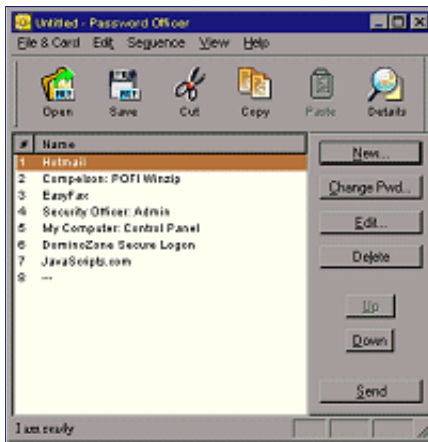 Untitled - Password Officer
File & Card Edit Sequence View Help
Open Save Cut Copy Paste Details
# Name
1 Hotmail
2 Compelson: POFI Winzip
3 EasyFax
4 Security Officer: Admin
5 My Computer: Control Panel
6 DominoZone Secure Logon
7 JavaScripts.com
8 ---
New...
Change Pwd...
Edit...
Delete
Up
Down
Send
I am ready